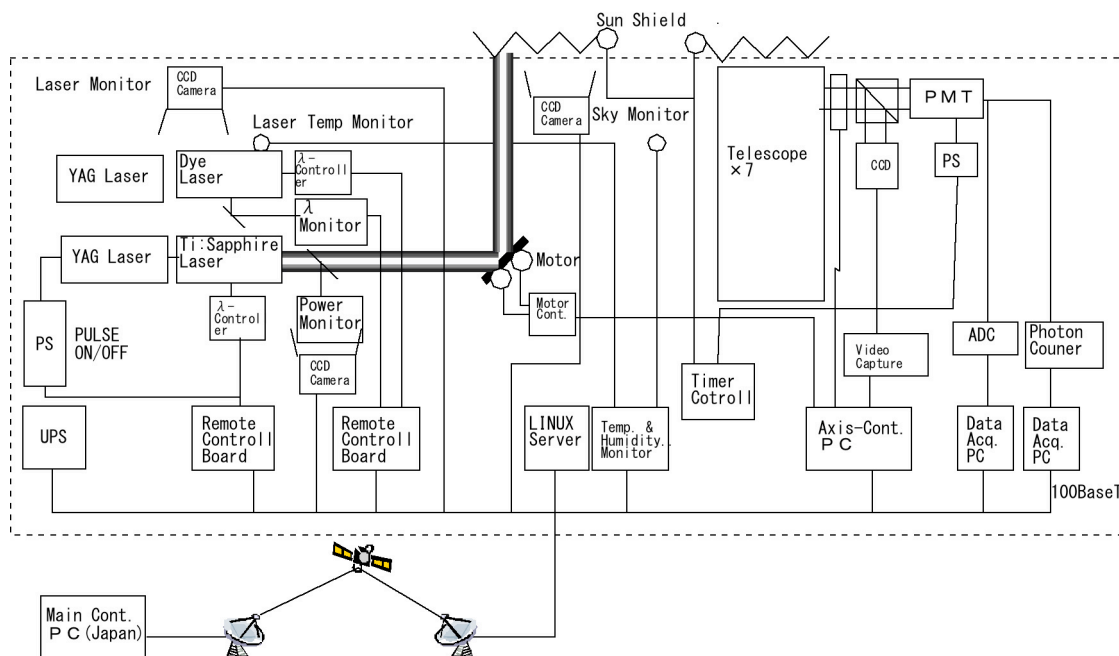 Sun Shield
Laser Monitor
CCD
Camera
CCD
Camera
Sky Monitor
Laser Temp Monitor
PMT
YAG Laser
Dye
Laser
λ-
Controll
er
Telescope
×7
CCD
PS
λ
Monitor
YAG Laser
Ti:Sapphire
Laser
Motor
λ-
Control
er
Power
Monitor
Motor
Cont.
PS
PULSE
ON/OFF
ADC
Photon
Couner
Video
Capture
CCD
Camera
Timer
Cotroll
UPS
Remote
Controll
Board
Remote
Controll
Board
LINUX
Server
Temp. &
Humidity..
Monitor
Axis-Cont.
PC
Data
Acq.
PC
Data
Acq.
PC
100BaseT
Main Cont.
PC(Japan)